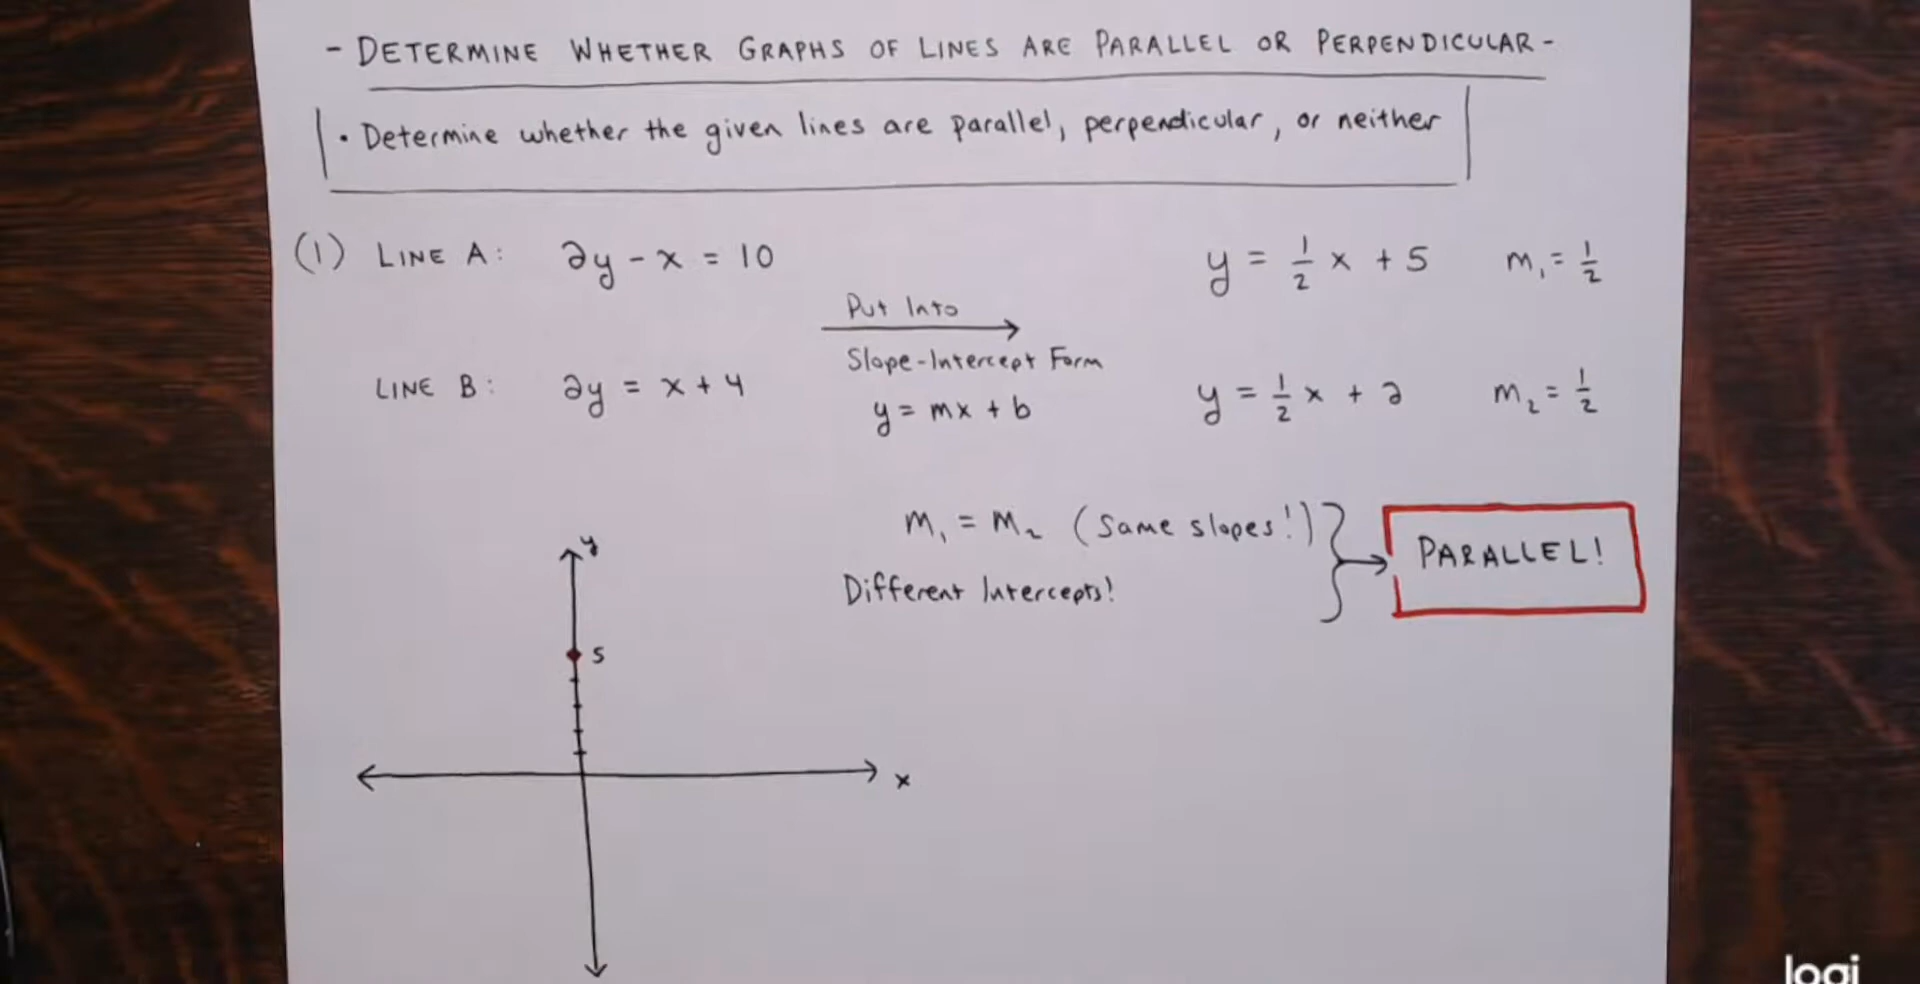 - DETERMINE WHETHER GRAPHS OF LINES ARE PARALLEL OR PERPENDICULAR -
• Determine whether the given lines are parallel, perpendicular, or neither
(1) LINE A: 2y - x = 10
y = 1/2 x + 5 m₁ = 1/2
Put Into
Slope-Intercept Form
y = mx + b
LINE B: 2y = x + 4
y = 1/2 x + 2 m₂ = 1/2
m₁ = m₂ (Same slopes!)
Different Intercepts!
PARALLEL!
y
5
x
logi